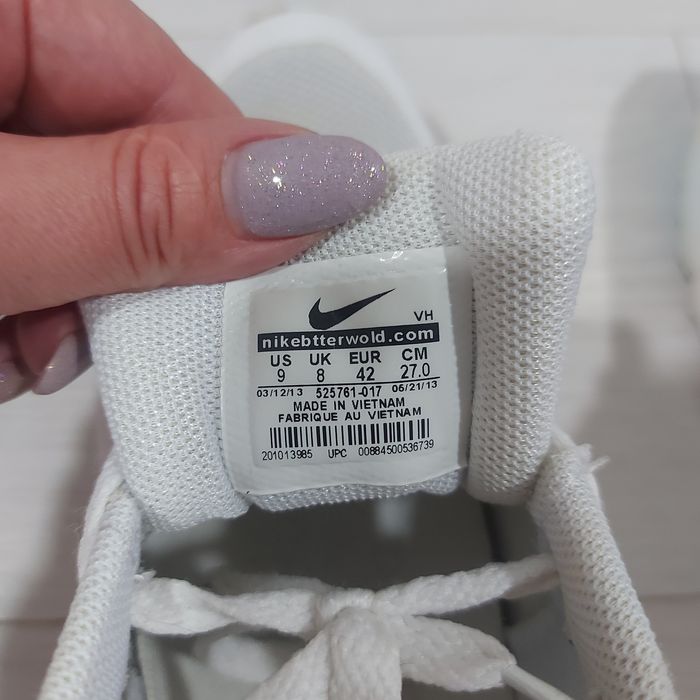 VH
nikebtterwold.com
US UK EUR CM
9 8 42 27.0
03/12/13 525761-017 05/21/13
MADE IN VIETNAM
FABRIQUE AU VIETNAM
201013985 UPC 00884500536739